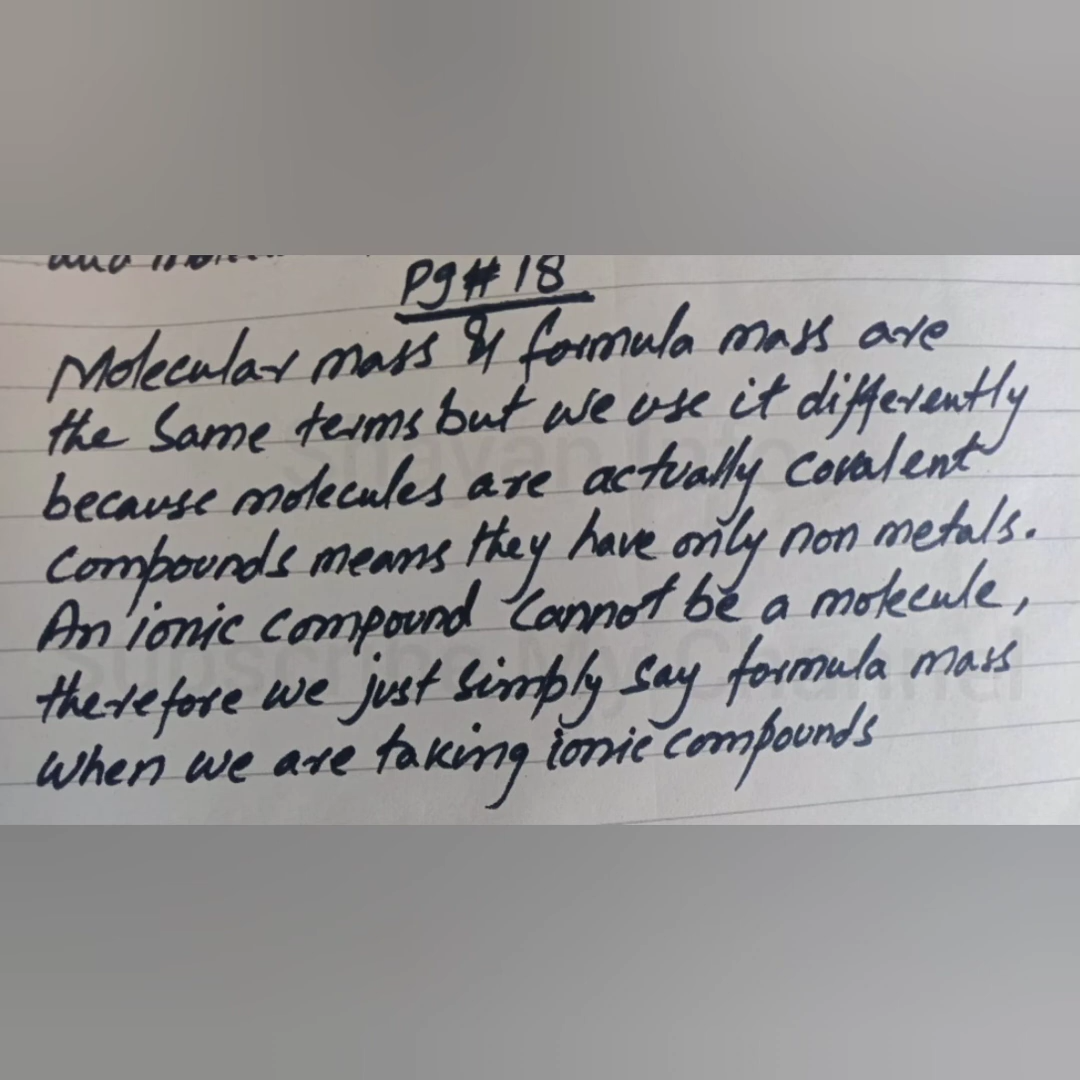 Pg# 18
Molecular mass & formula mass are
the same terms but we use it differently
because molecules are actually covalent
compounds means they have only non metals.
An ionic compound cannot be a molecule,
therefore we just simply say formula mass
when we are taking ionic compounds